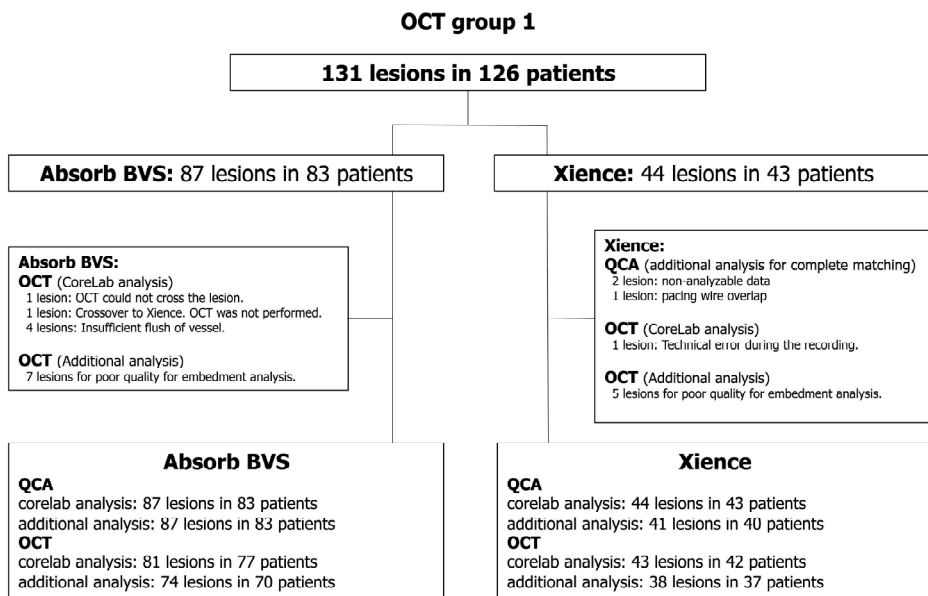 OCT group 1
131 lesions in 126 patients
Absorb BVS: 87 lesions in 83 patients
Xience: 44 lesions in 43 patients
Absorb BVS:
OCT (CoreLab analysis)
1 lesion: OCT could not cross the lesion.
1 lesion: Crossover to Xience. OCT was not performed.
4 lesions: Insufficient flush of vessel.
OCT (Additional analysis)
7 lesions for poor quality for embedment analysis.
Xience:
QCA (additional analysis for complete matching)
2 lesion: non-analyzable data
1 lesion: pacing wire overlap
OCT (CoreLab analysis)
1 lesion: Technical error during the recording.
OCT (Additional analysis)
5 lesions for poor quality for embedment analysis.
Absorb BVS
QCA
corelab analysis: 87 lesions in 83 patients
additional analysis: 87 lesions in 83 patients
OCT
corelab analysis: 81 lesions in 77 patients
additional analysis: 74 lesions in 70 patients
Xience
QCA
corelab analysis: 44 lesions in 43 patients
additional analysis: 41 lesions in 40 patients
OCT
corelab analysis: 43 lesions in 42 patients
additional analysis: 38 lesions in 37 patients